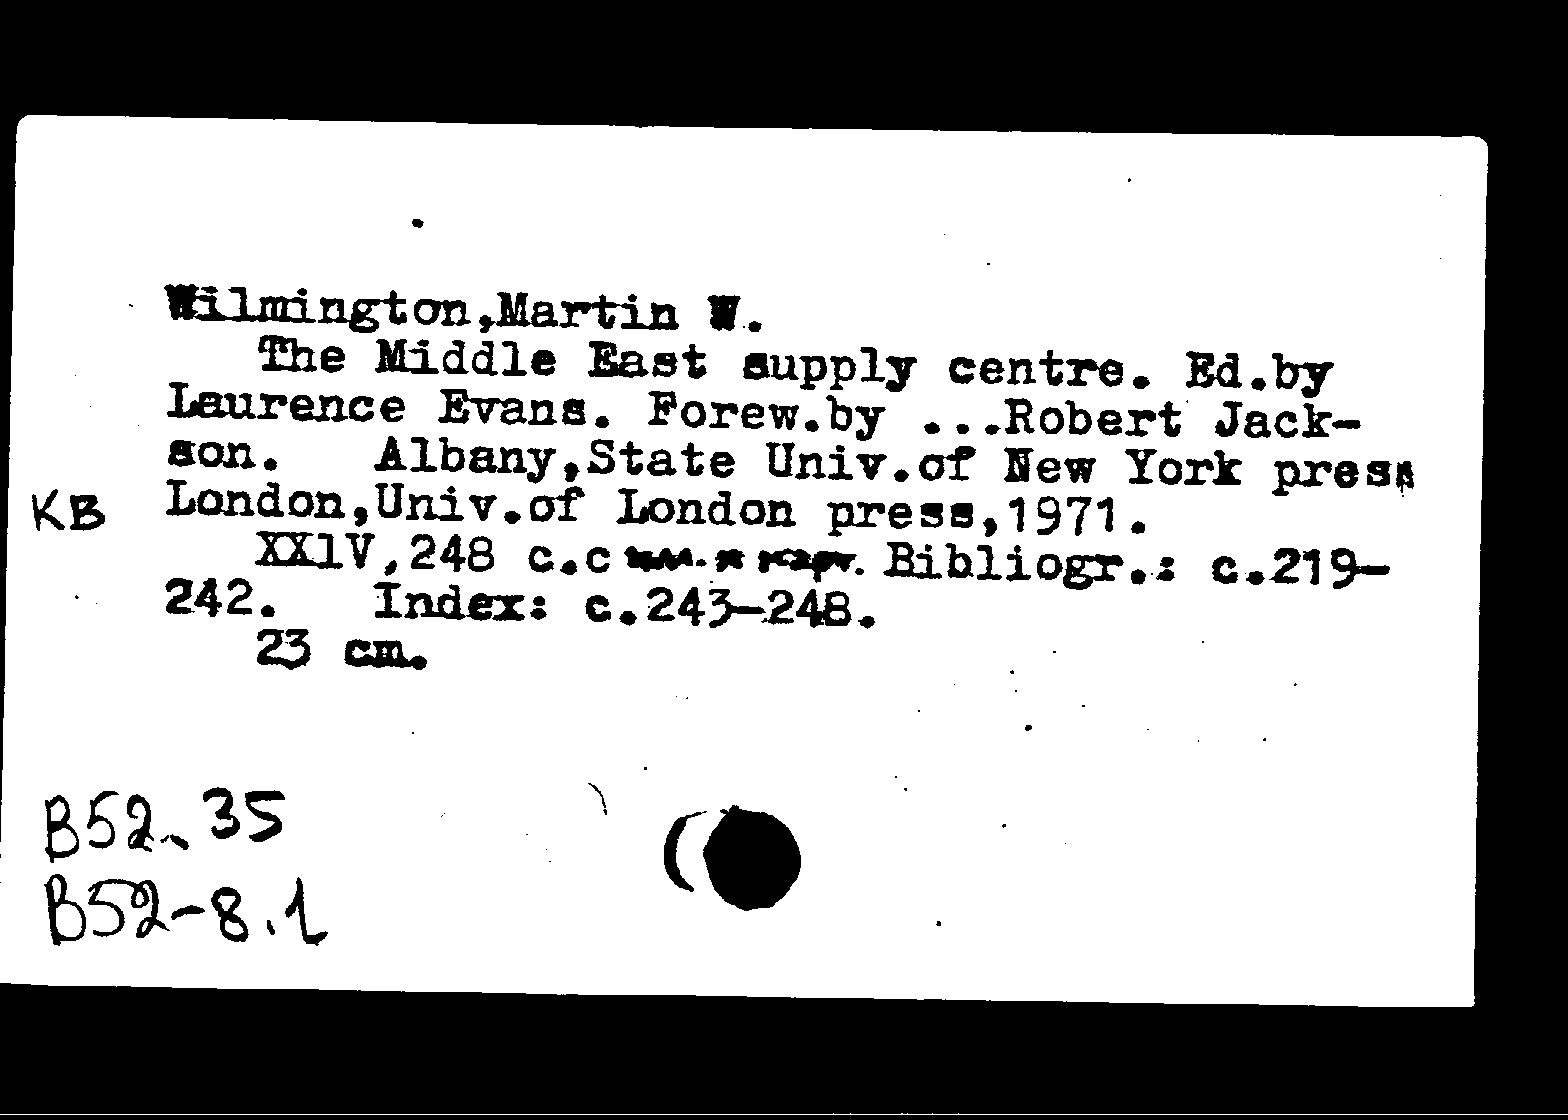 Wilmington,Martin W.
The Middle East supply centre. Ed.by
Laurence Evans. Forew.by ...Robert Jack-
son. Albany,State Univ.of New York press
KB London,Univ.of London press,1971.
XXlV,248 c.c Bibliogr.: c.219-
242. Index: c.243-248.
23 cm.
B52-35
B52-8.1